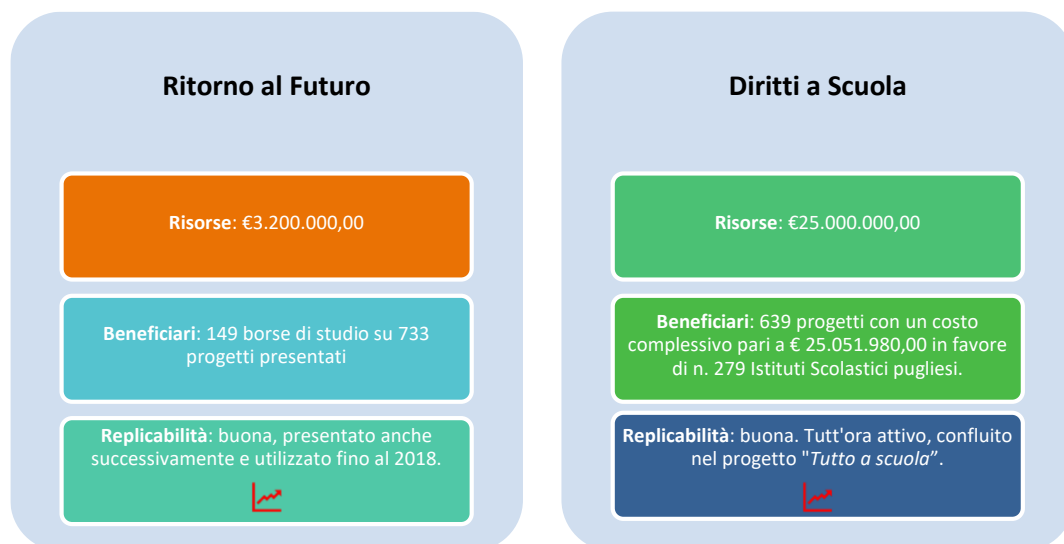 Ritorno al Futuro
Risorse: €3.200.000,00
Beneficiari: 149 borse di studio su 733
progetti presentati
Replicabilità: buona, presentato anche
successivamente e utilizzato fino al 2018.
Diritti a Scuola
Risorse: €25.000.000,00
Beneficiari: 639 progetti con un costo
complessivo pari a € 25.051.980,00 in favore
di n. 279 Istituti Scolastici pugliesi.
Replicabilità: buona. Tutt'ora attivo, confluito
nel progetto "Tutto a scuola”.